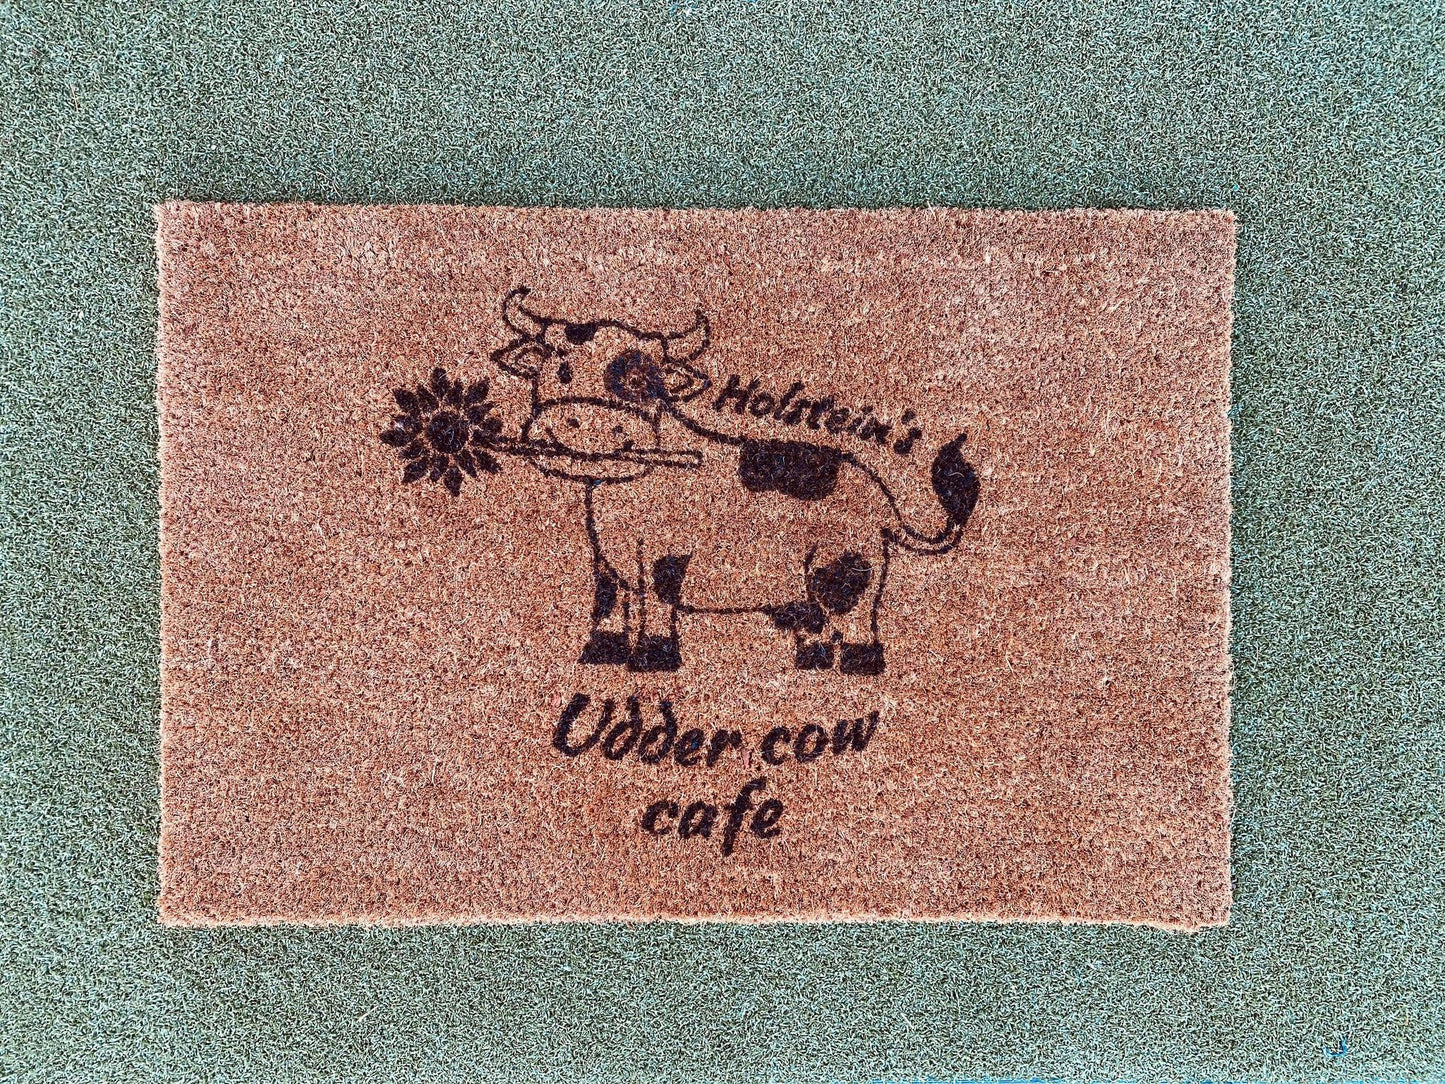 Holstein's
Udder cow
cafe